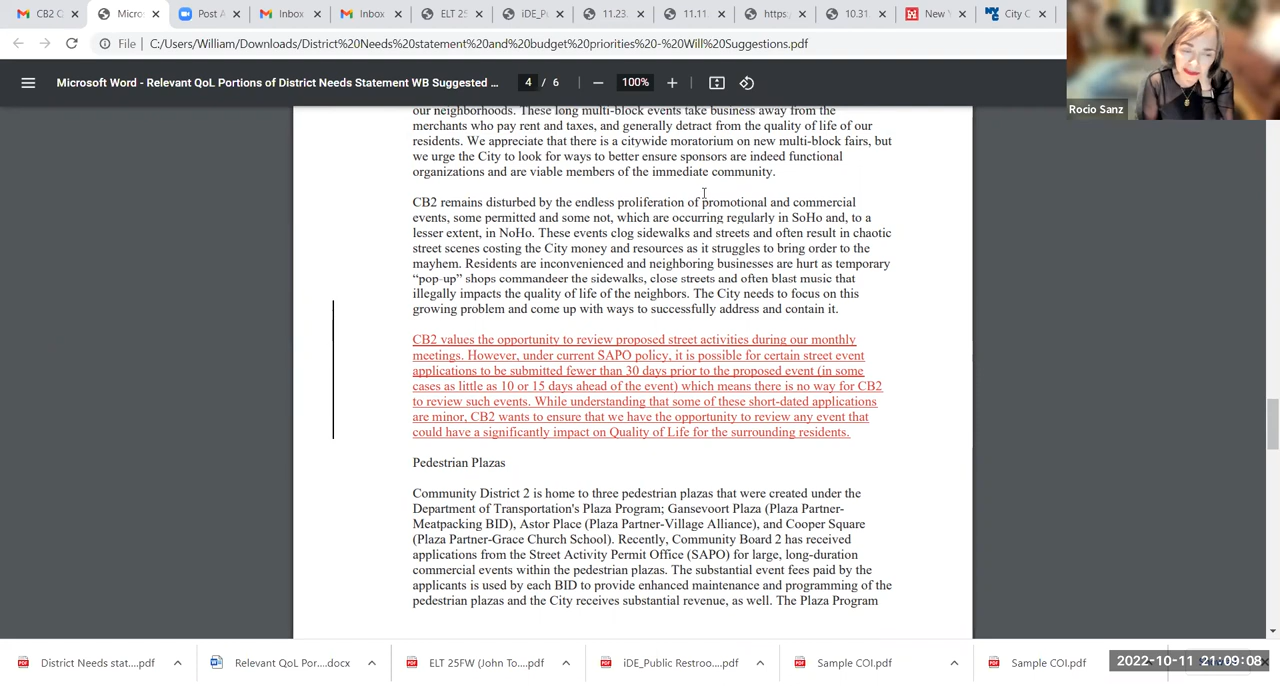 CB2 C
Micros
Post A
Inbox
Inbox
ELT 25
iDE_Pu
11.23.
11.11
https:
10.31.
New Y
City C
File C:/Users/William/Downloads/District%20Needs%20statement%20and%20budget%20priorities%20-%20Will%20Suggestions.pdf
Microsoft Word - Relevant QoL Portions of District Needs Statement WB Suggested ...
4 / 6
100%
Rocio Sanz
our neighborhoods. These long multi-block events take business away from the
merchants who pay rent and taxes, and generally detract from the quality of life of our
residents. We appreciate that there is a citywide moratorium on new multi-block fairs, but
we urge the City to look for ways to better ensure sponsors are indeed functional
organizations and are viable members of the immediate community.
CB2 remains disturbed by the endless proliferation of promotional and commercial
events, some permitted and some not, which are occurring regularly in SoHo and, to a
lesser extent, in NoHo. These events clog sidewalks and streets and often result in chaotic
street scenes costing the City money and resources as it struggles to bring order to the
mayhem. Residents are inconvenienced and neighboring businesses are hurt as temporary
“pop-up” shops commandeer the sidewalks, close streets and often blast music that
illegally impacts the quality of life of the neighbors. The City needs to focus on this
growing problem and come up with ways to successfully address and contain it.
CB2 values the opportunity to review proposed street activities during our monthly
meetings. However, under current SAPO policy, it is possible for certain street event
applications to be submitted fewer than 30 days prior to the proposed event (in some
cases as little as 10 or 15 days ahead of the event) which means there is no way for CB2
to review such events. While understanding that some of these short-dated applications
are minor, CB2 wants to ensure that we have the opportunity to review any event that
could have a significantly impact on Quality of Life for the surrounding residents.
Pedestrian Plazas
Community District 2 is home to three pedestrian plazas that were created under the
Department of Transportation's Plaza Program; Gansevoort Plaza (Plaza Partner-
Meatpacking BID), Astor Place (Plaza Partner-Village Alliance), and Cooper Square
(Plaza Partner-Grace Church School). Recently, Community Board 2 has received
applications from the Street Activity Permit Office (SAPO) for large, long-duration
commercial events within the pedestrian plazas. The substantial event fees paid by the
applicants is used by each BID to provide enhanced maintenance and programming of the
pedestrian plazas and the City receives substantial revenue, as well. The Plaza Program
District Needs stat....pdf
Relevant QoL Por....docx
ELT 25FW (John To....pdf
iDE_Public Restroo....pdf
Sample COI.pdf
Sample COI.pdf
2022-10-11 21:09:08